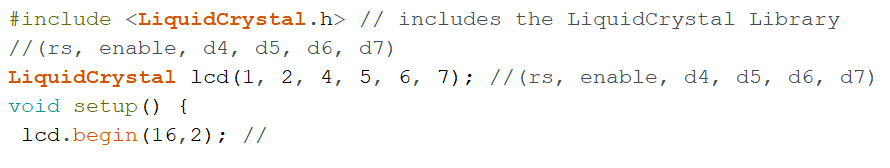 #include <LiquidCrystal.h> // includes the LiquidCrystal Library
//(rs, enable, d4, d5, d6, d7)
LiquidCrystal lcd(1, 2, 4, 5, 6, 7); //(rs, enable, d4, d5, d6, d7)
void setup() {
 lcd.begin(16,2); //